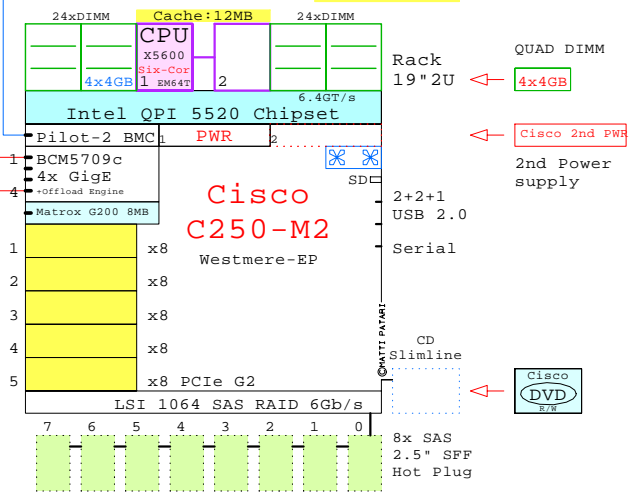 24xDIMM Cache:12MB 24xDIMM
CPU
X5600
Six-Cor
4x4GB 1 EM64T 2
Rack
19"2U
QUAD DIMM
4x4GB
6.4GT/s
Intel QPI 5520 Chipset
Pilot-2 BMC 1 PWR 2
Cisco 2nd PWR
2nd Power
supply
1 BCM5709c
4x GigE
4 +Offload Engine
SD
Matrox G200 8MB
Cisco
C250-M2
Westmere-EP
2+2+1
USB 2.0
Serial
1 x8
2 x8
3 x8
4 x8
5 x8 PCIe G2
©MATTI PATARI
CD
Slimline
Cisco
DVD
R/W
LSI 1064 SAS RAID 6Gb/s
7 6 5 4 3 2 1 0
8x SAS
2.5" SFF
Hot Plug